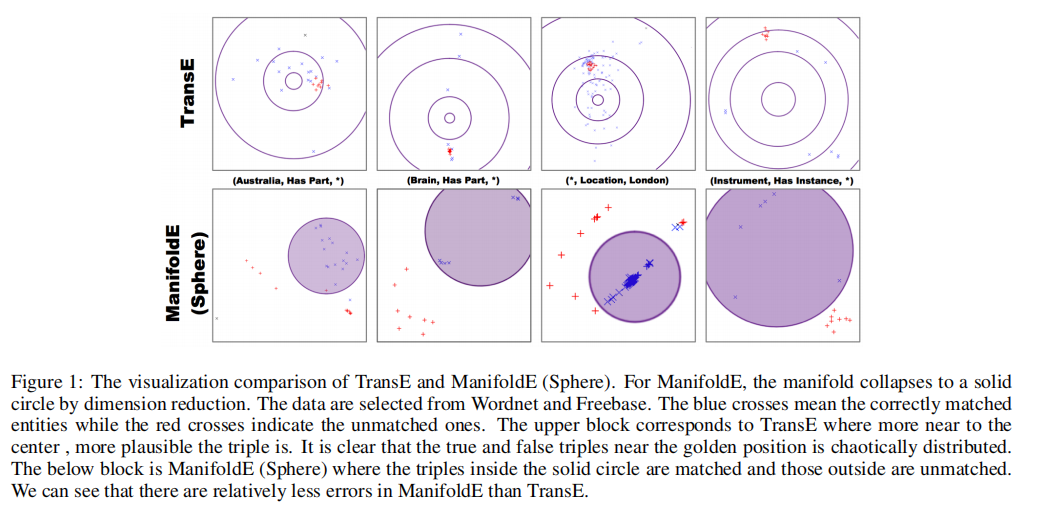 TransE
(Australia, Has Part, *) (Brain, Has Part, *) (*, Location, London) (Instrument, Has Instance, *)
ManifoldE
(Sphere)
Figure 1: The visualization comparison of TransE and ManifoldE (Sphere). For ManifoldE, the manifold collapses to a solid
circle by dimension reduction. The data are selected from Wordnet and Freebase. The blue crosses mean the correctly matched
entities while the red crosses indicate the unmatched ones. The upper block corresponds to TransE where more near to the
center , more plausible the triple is. It is clear that the true and false triples near the golden position is chaotically distributed.
The below block is ManifoldE (Sphere) where the triples inside the solid circle are matched and those outside are unmatched.
We can see that there are relatively less errors in ManifoldE than TransE.